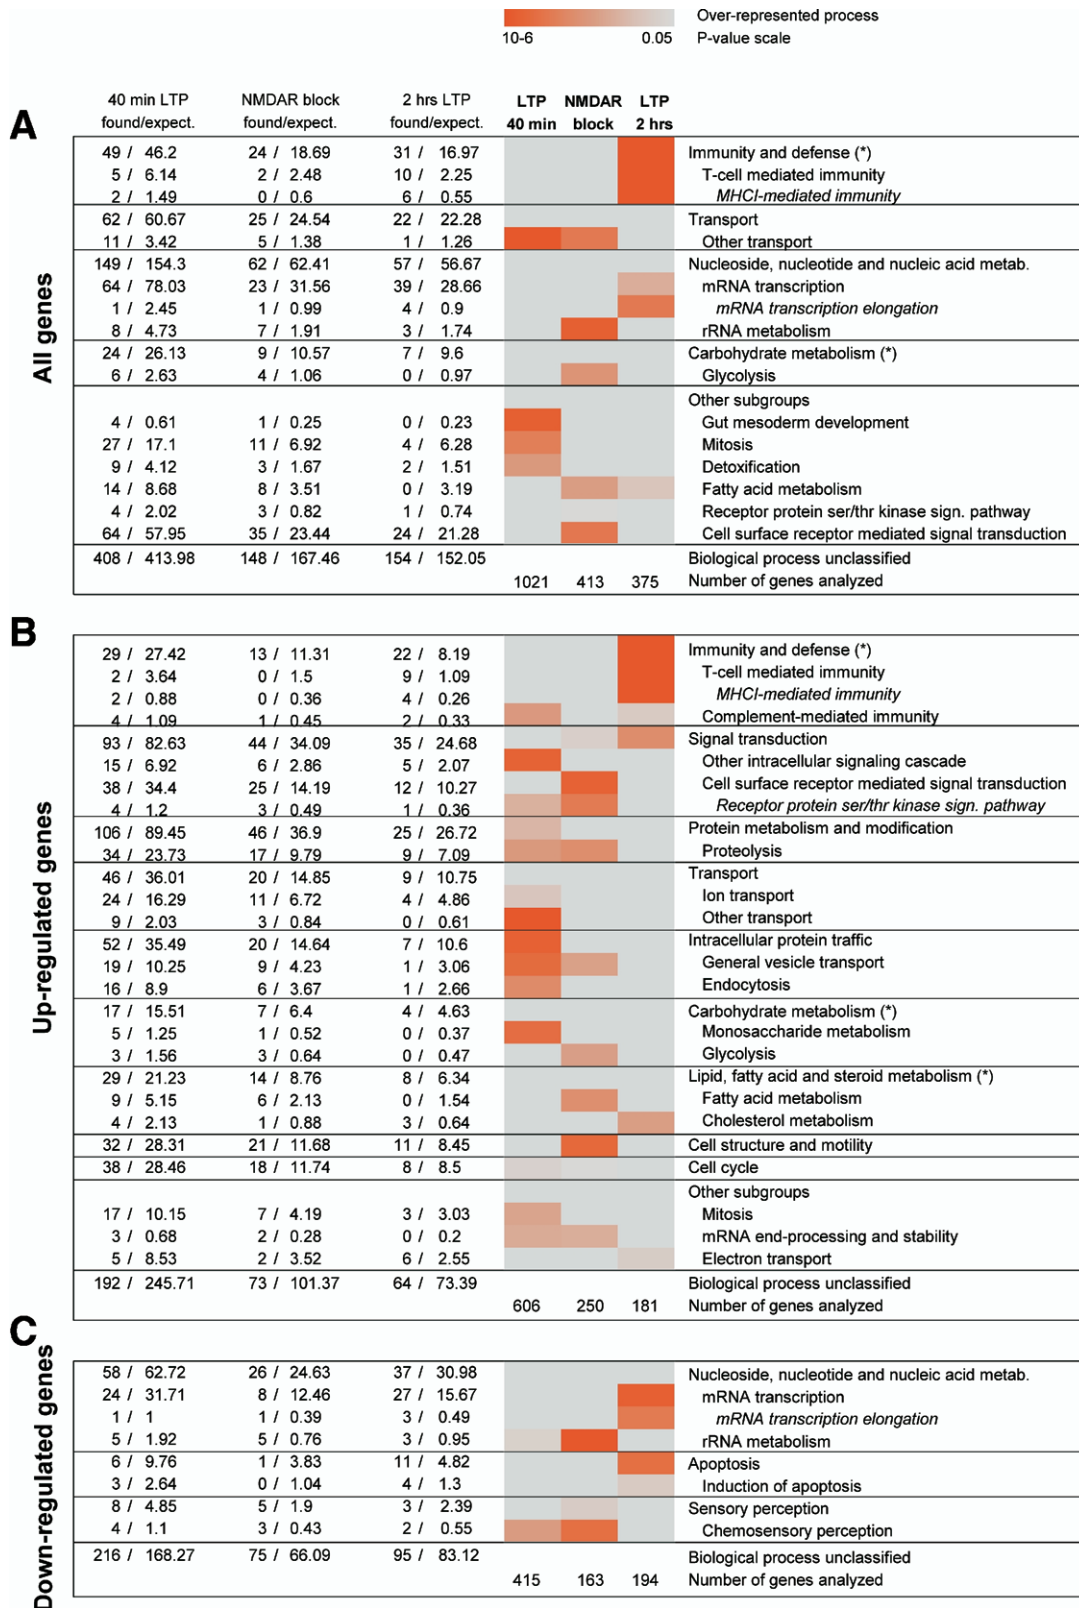 Over-represented process
10-6 0.05 P-value scale
40 min LTP NMDAR block 2 hrs LTP LTP NMDAR LTP
found/expect. found/expect. found/expect. 40 min block 2 hrs
A
All genes
49 / 46.2 24 / 18.69 31 / 16.97 Immunity and defense (*)
5 / 6.14 2 / 2.48 10 / 2.25 T-cell mediated immunity
2 / 1.49 0 / 0.6 6 / 0.55 MHCI-mediated immunity
62 / 60.67 25 / 24.54 22 / 22.28 Transport
11 / 3.42 5 / 1.38 1 / 1.26 Other transport
149 / 154.3 62 / 62.41 57 / 56.67 Nucleoside, nucleotide and nucleic acid metab.
64 / 78.03 23 / 31.56 39 / 28.66 mRNA transcription
1 / 2.45 1 / 0.99 4 / 0.9 mRNA transcription elongation
8 / 4.73 7 / 1.91 3 / 1.74 rRNA metabolism
24 / 26.13 9 / 10.57 7 / 9.6 Carbohydrate metabolism (*)
6 / 2.63 4 / 1.06 0 / 0.97 Glycolysis
Other subgroups
4 / 0.61 1 / 0.25 0 / 0.23 Gut mesoderm development
27 / 17.1 11 / 6.92 4 / 6.28 Mitosis
9 / 4.12 3 / 1.67 2 / 1.51 Detoxification
14 / 8.68 8 / 3.51 0 / 3.19 Fatty acid metabolism
4 / 2.02 3 / 0.82 1 / 0.74 Receptor protein ser/thr kinase sign. pathway
64 / 57.95 35 / 23.44 24 / 21.28 Cell surface receptor mediated signal transduction
408 / 413.98 148 / 167.46 154 / 152.05 Biological process unclassified
1021 413 375 Number of genes analyzed
B
Up-regulated genes
29 / 27.42 13 / 11.31 22 / 8.19 Immunity and defense (*)
2 / 3.64 0 / 1.5 9 / 1.09 T-cell mediated immunity
2 / 0.88 0 / 0.36 4 / 0.26 MHCI-mediated immunity
4 / 1.09 1 / 0.45 2 / 0.33 Complement-mediated immunity
93 / 82.63 44 / 34.09 35 / 24.68 Signal transduction
15 / 6.92 6 / 2.86 5 / 2.07 Other intracellular signaling cascade
38 / 34.4 25 / 14.19 12 / 10.27 Cell surface receptor mediated signal transduction
4 / 1.2 3 / 0.49 1 / 0.36 Receptor protein ser/thr kinase sign. pathway
106 / 89.45 46 / 36.9 25 / 26.72 Protein metabolism and modification
34 / 23.73 17 / 9.79 9 / 7.09 Proteolysis
46 / 36.01 20 / 14.85 9 / 10.75 Transport
24 / 16.29 11 / 6.72 4 / 4.86 Ion transport
9 / 2.03 3 / 0.84 0 / 0.61 Other transport
52 / 35.49 20 / 14.64 7 / 10.6 Intracellular protein traffic
19 / 10.25 9 / 4.23 1 / 3.06 General vesicle transport
16 / 8.9 6 / 3.67 1 / 2.66 Endocytosis
17 / 15.51 7 / 6.4 4 / 4.63 Carbohydrate metabolism (*)
5 / 1.25 1 / 0.52 0 / 0.37 Monosaccharide metabolism
3 / 1.56 3 / 0.64 0 / 0.47 Glycolysis
29 / 21.23 14 / 8.76 8 / 6.34 Lipid, fatty acid and steroid metabolism (*)
9 / 5.15 6 / 2.13 0 / 1.54 Fatty acid metabolism
4 / 2.13 1 / 0.88 3 / 0.64 Cholesterol metabolism
32 / 28.31 21 / 11.68 11 / 8.45 Cell structure and motility
38 / 28.46 18 / 11.74 8 / 8.5 Cell cycle
Other subgroups
17 / 10.15 7 / 4.19 3 / 3.03 Mitosis
3 / 0.68 2 / 0.28 0 / 0.2 mRNA end-processing and stability
5 / 8.53 2 / 3.52 6 / 2.55 Electron transport
192 / 245.71 73 / 101.37 64 / 73.39 Biological process unclassified
606 250 181 Number of genes analyzed
C
Down-regulated genes
58 / 62.72 26 / 24.63 37 / 30.98 Nucleoside, nucleotide and nucleic acid metab.
24 / 31.71 8 / 12.46 27 / 15.67 mRNA transcription
1 / 1 1 / 0.39 3 / 0.49 mRNA transcription elongation
5 / 1.92 5 / 0.76 3 / 0.95 rRNA metabolism
6 / 9.76 1 / 3.83 11 / 4.82 Apoptosis
3 / 2.64 0 / 1.04 4 / 1.3 Induction of apoptosis
8 / 4.85 5 / 1.9 3 / 2.39 Sensory perception
4 / 1.1 3 / 0.43 2 / 0.55 Chemosensory perception
216 / 168.27 75 / 66.09 95 / 83.12 Biological process unclassified
415 163 194 Number of genes analyzed